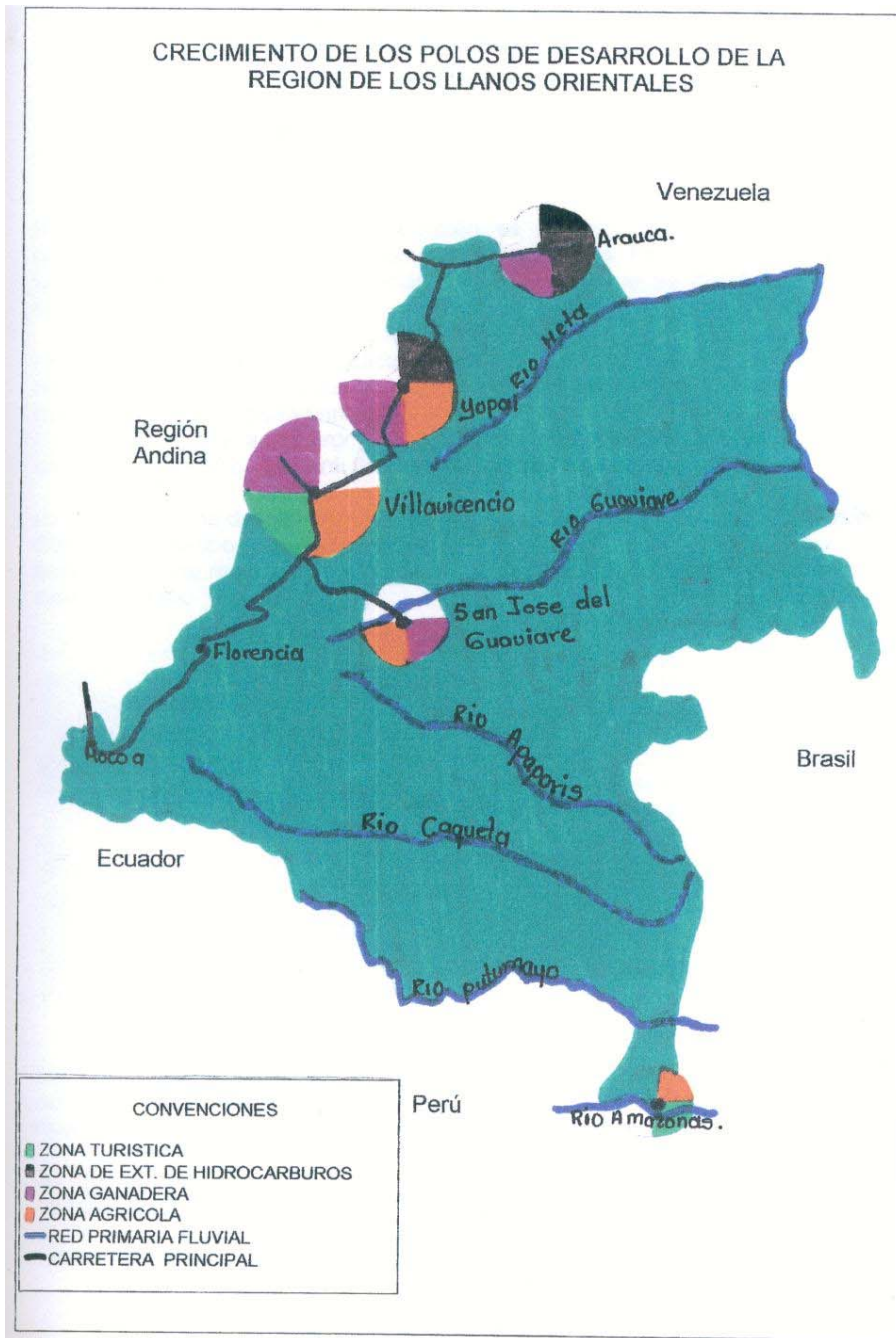 CRECIMIENTO DE LOS POLOS DE DESARROLLO DE LA
REGION DE LOS LLANOS ORIENTALES
Venezuela
Arauca.
RIO Meta
Yopal
Región
Andina
Villavicencio
RIO Guaviare
San Jose del
Guaviare
Florencia
Mocoa
Rio Apaporis
Brasil
Rio Caqueta
Ecuador
RIO putumayo
Perú
RIO Amazonas.
CONVENCIONES
ZONA TURISTICA
ZONA DE EXT. DE HIDROCARBUROS
ZONA GANADERA
ZONA AGRICOLA
RED PRIMARIA FLUVIAL
CARRETERA PRINCIPAL